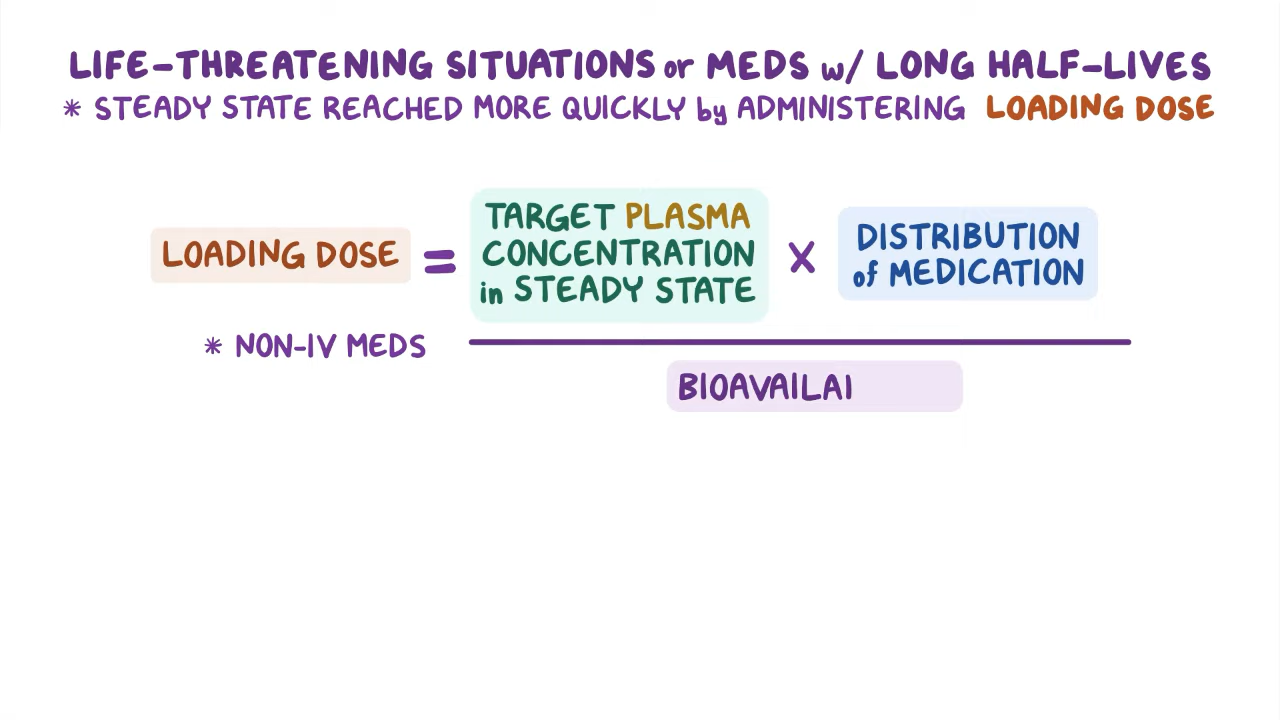 LIFE-THREATENING SITUATIONS or MEDS w/ LONG HALF-LIVES
* STEADY STATE REACHED MORE QUICKLY by ADMINISTERING LOADING DOSE
TARGET PLASMA
CONCENTRATION
in STEADY STATE
LOADING DOSE =
x
DISTRIBUTION
of MEDICATION
* NON-IV MEDS
BIOAVAILAI